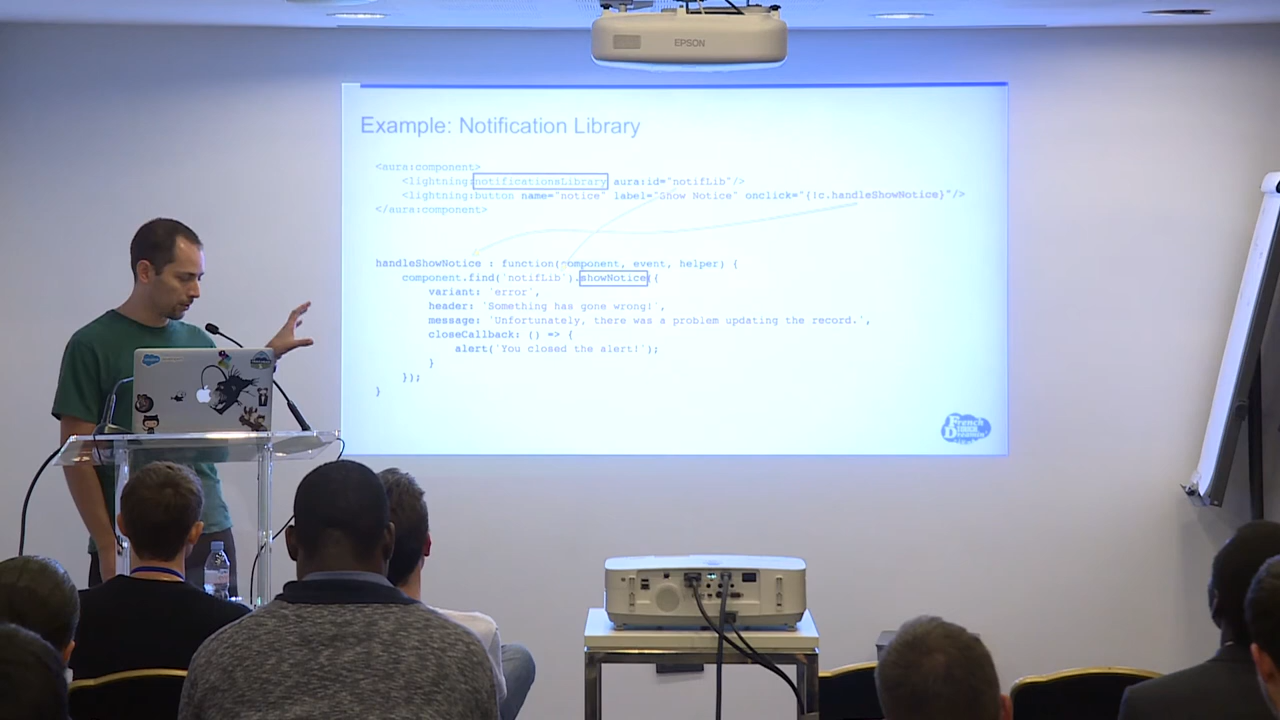 EPSON
Example: Notification Library
<aura:component>
<lightning:notificationsLibrary aura:id="notifLib"/>
<lightning:button name="notice" label="Show Notice" onclick="{!c.handleShowNotice}"/>
</aura:component>
handleShowNotice : function(component, event, helper) {
component.find(`notifLib`).showNotice({
variant: `error`,
header: `Something has gone wrong!`,
message: `Unfortunately, there was a problem updating the record.`,
closeCallback: () => {
alert(`You closed the alert!`);
}
});
}
French
Dreamin